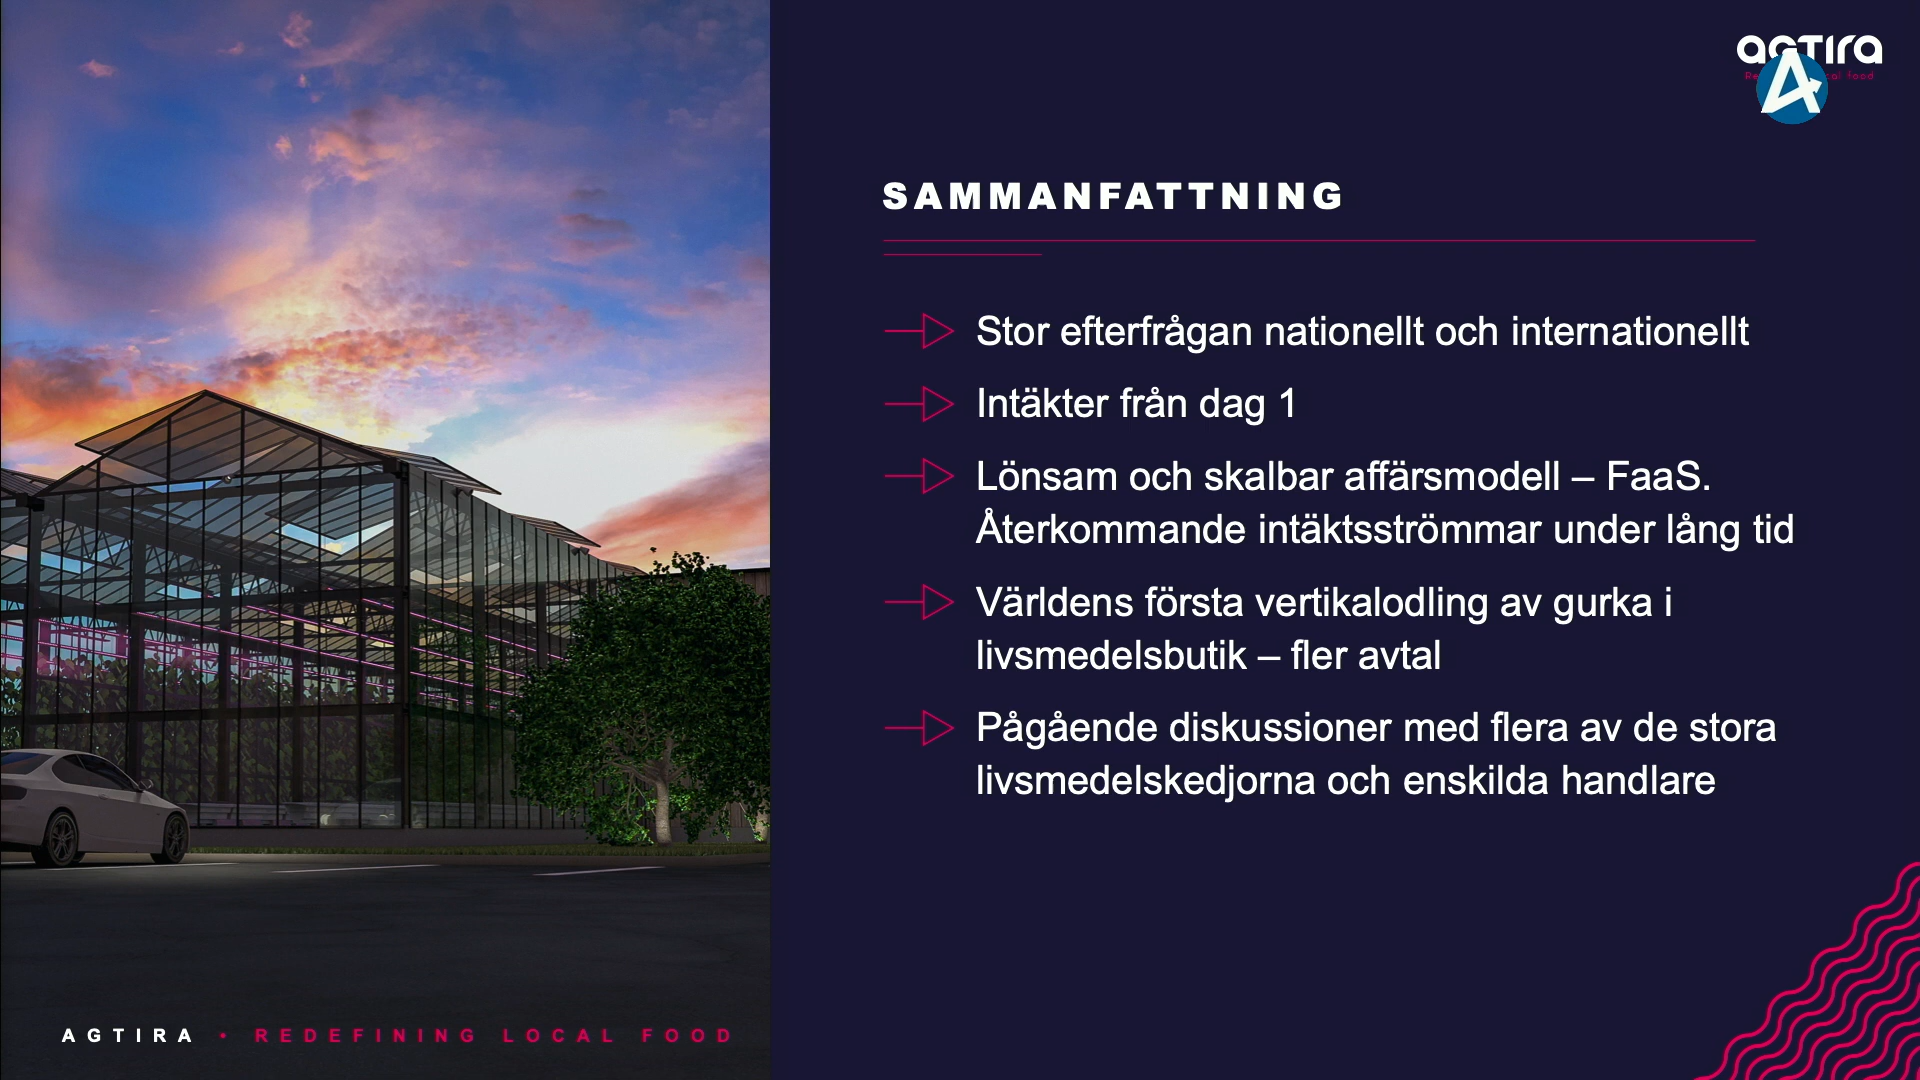 agtira
SAMMANFATTNING
Stor efterfrågan nationellt och internationellt
Intäkter från dag 1
Lönsam och skalbar affärsmodell – FaaS.
Återkommande intäktsströmmar under lång tid
Världens första vertikalodling av gurka i
livsmedelsbutik – fler avtal
Pågående diskussioner med flera av de stora
livsmedelskedjorna och enskilda handlare
AGTIRA • REDEFINING LOCAL FOOD